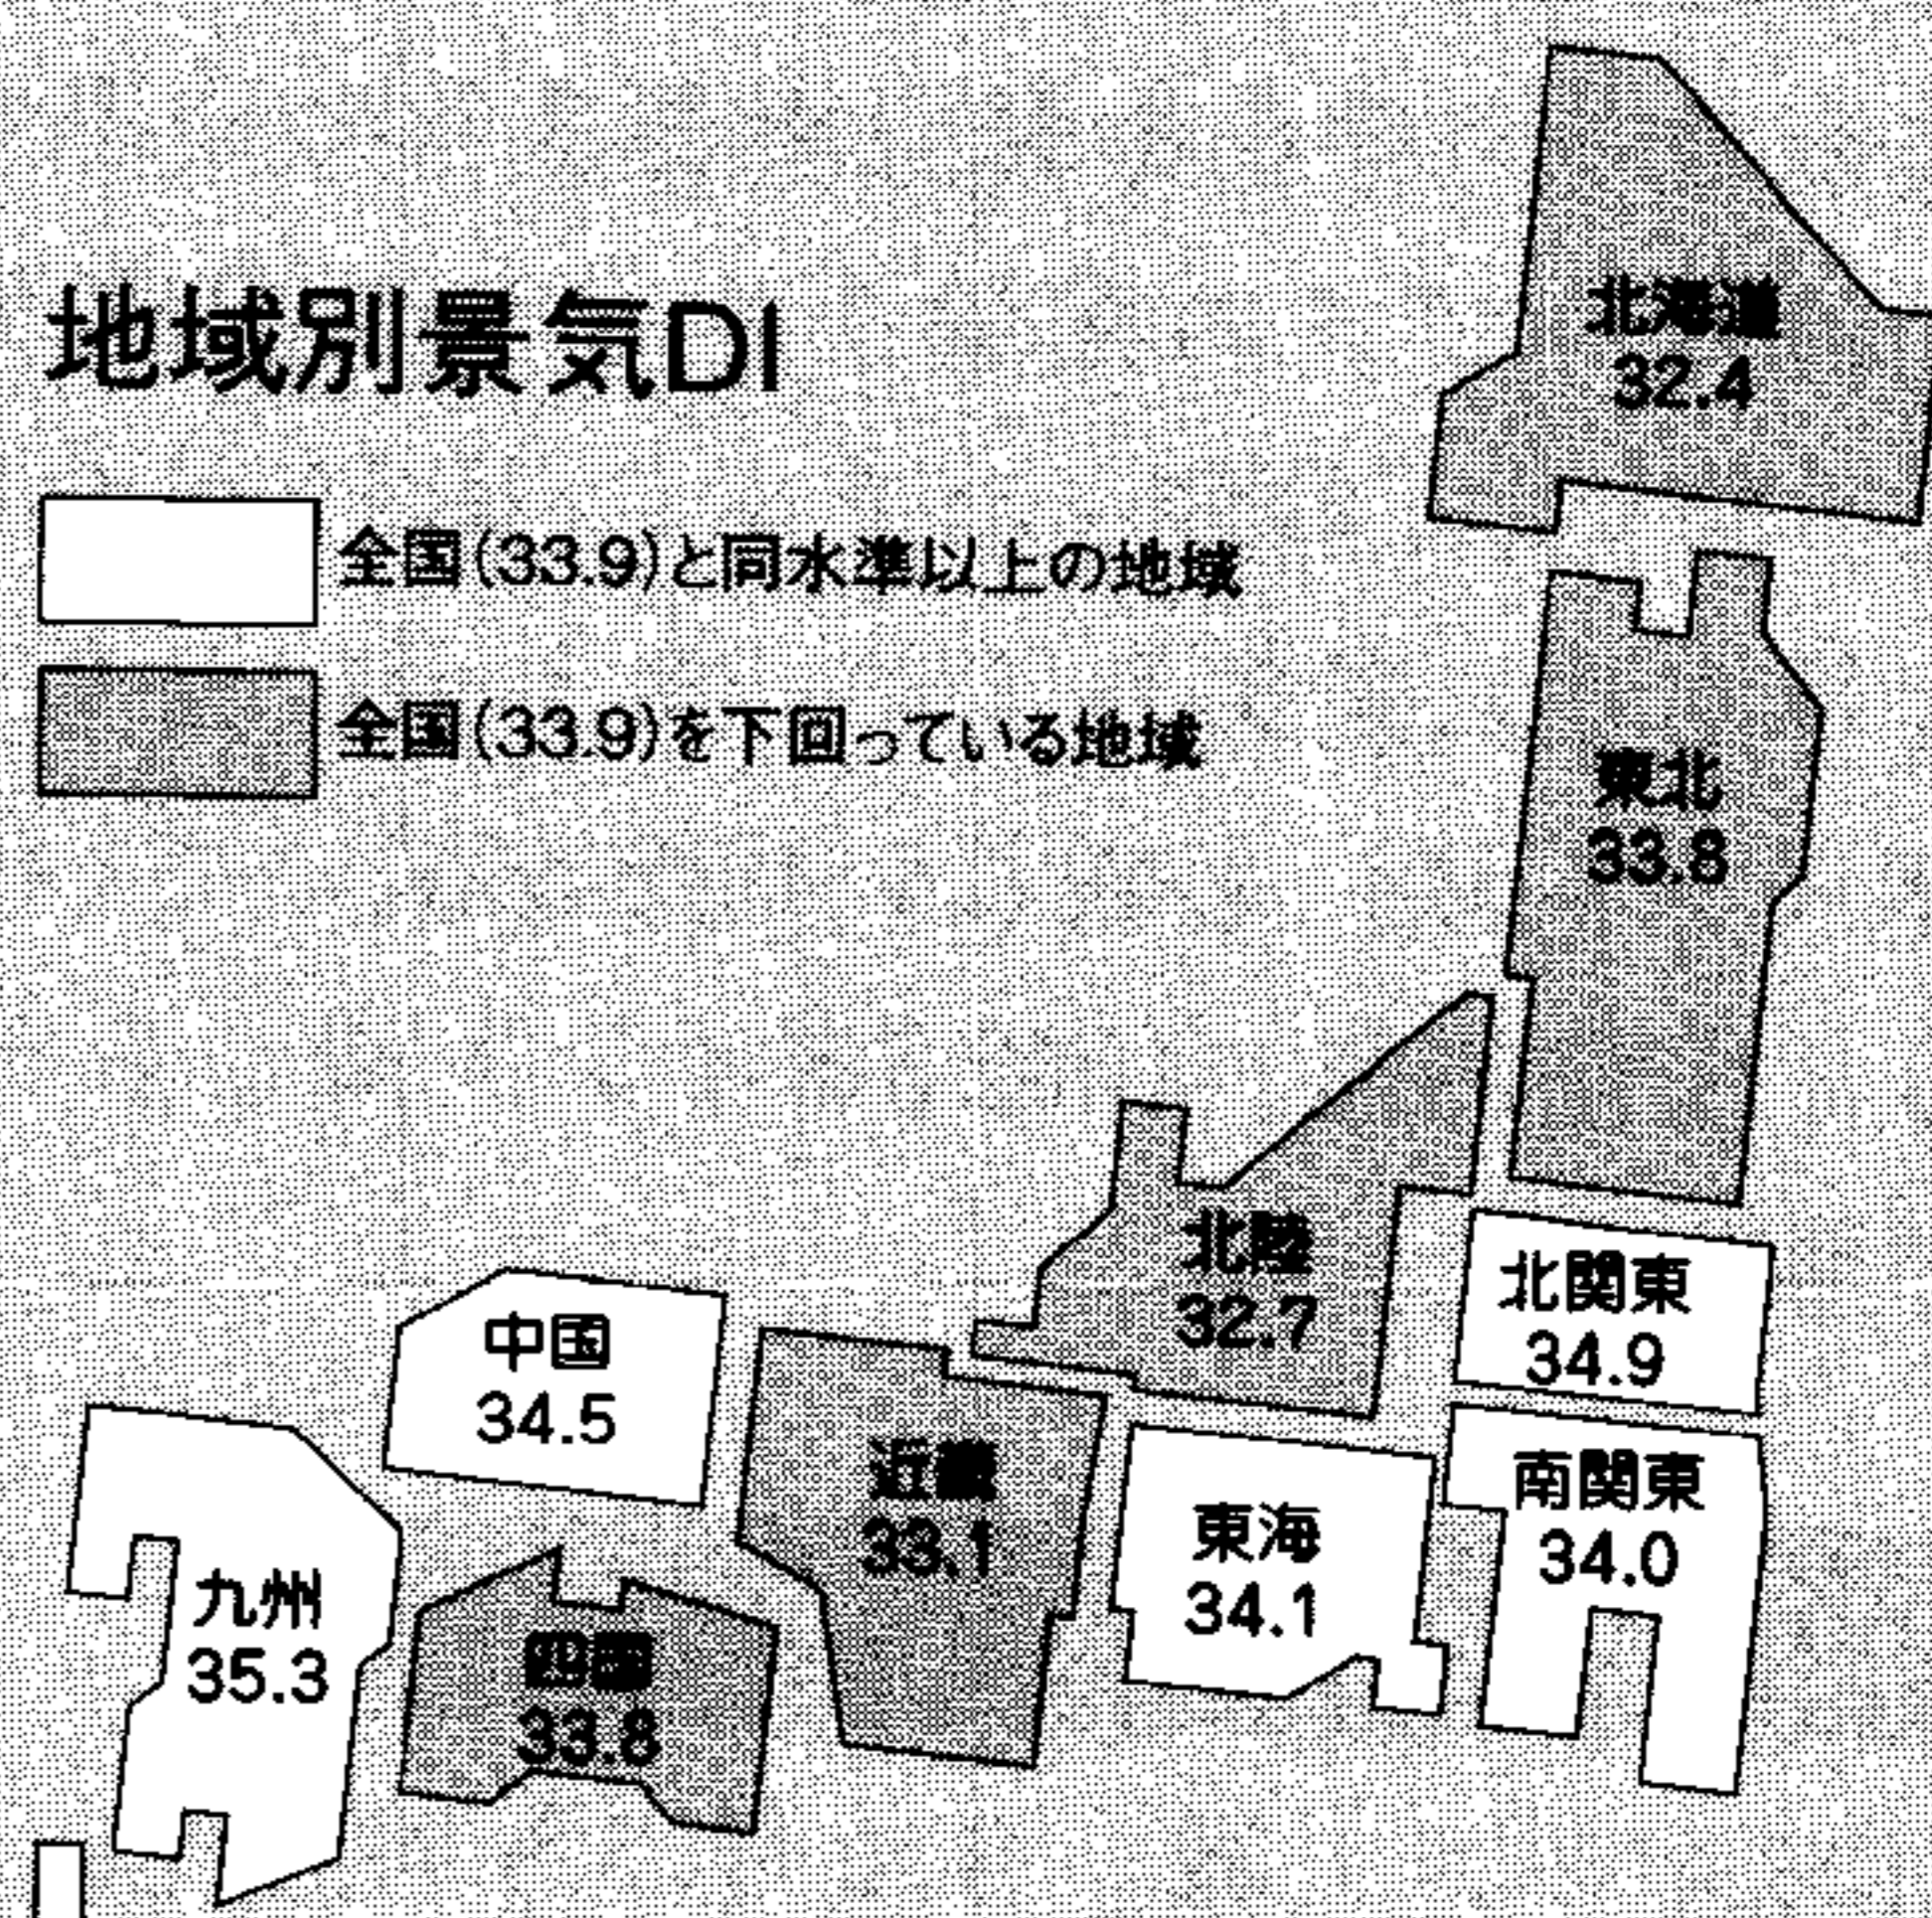 地域別景気DI
全国(33.9)と同水準以上の地域
全国(33.9)を下回っている地域
北海道
32.4
東北
33.8
北陸
32.7
北関東
34.9
中国
34.5
近畿
33.1
南関東
34.0
東海
34.1
九州
35.3
四国
33.8